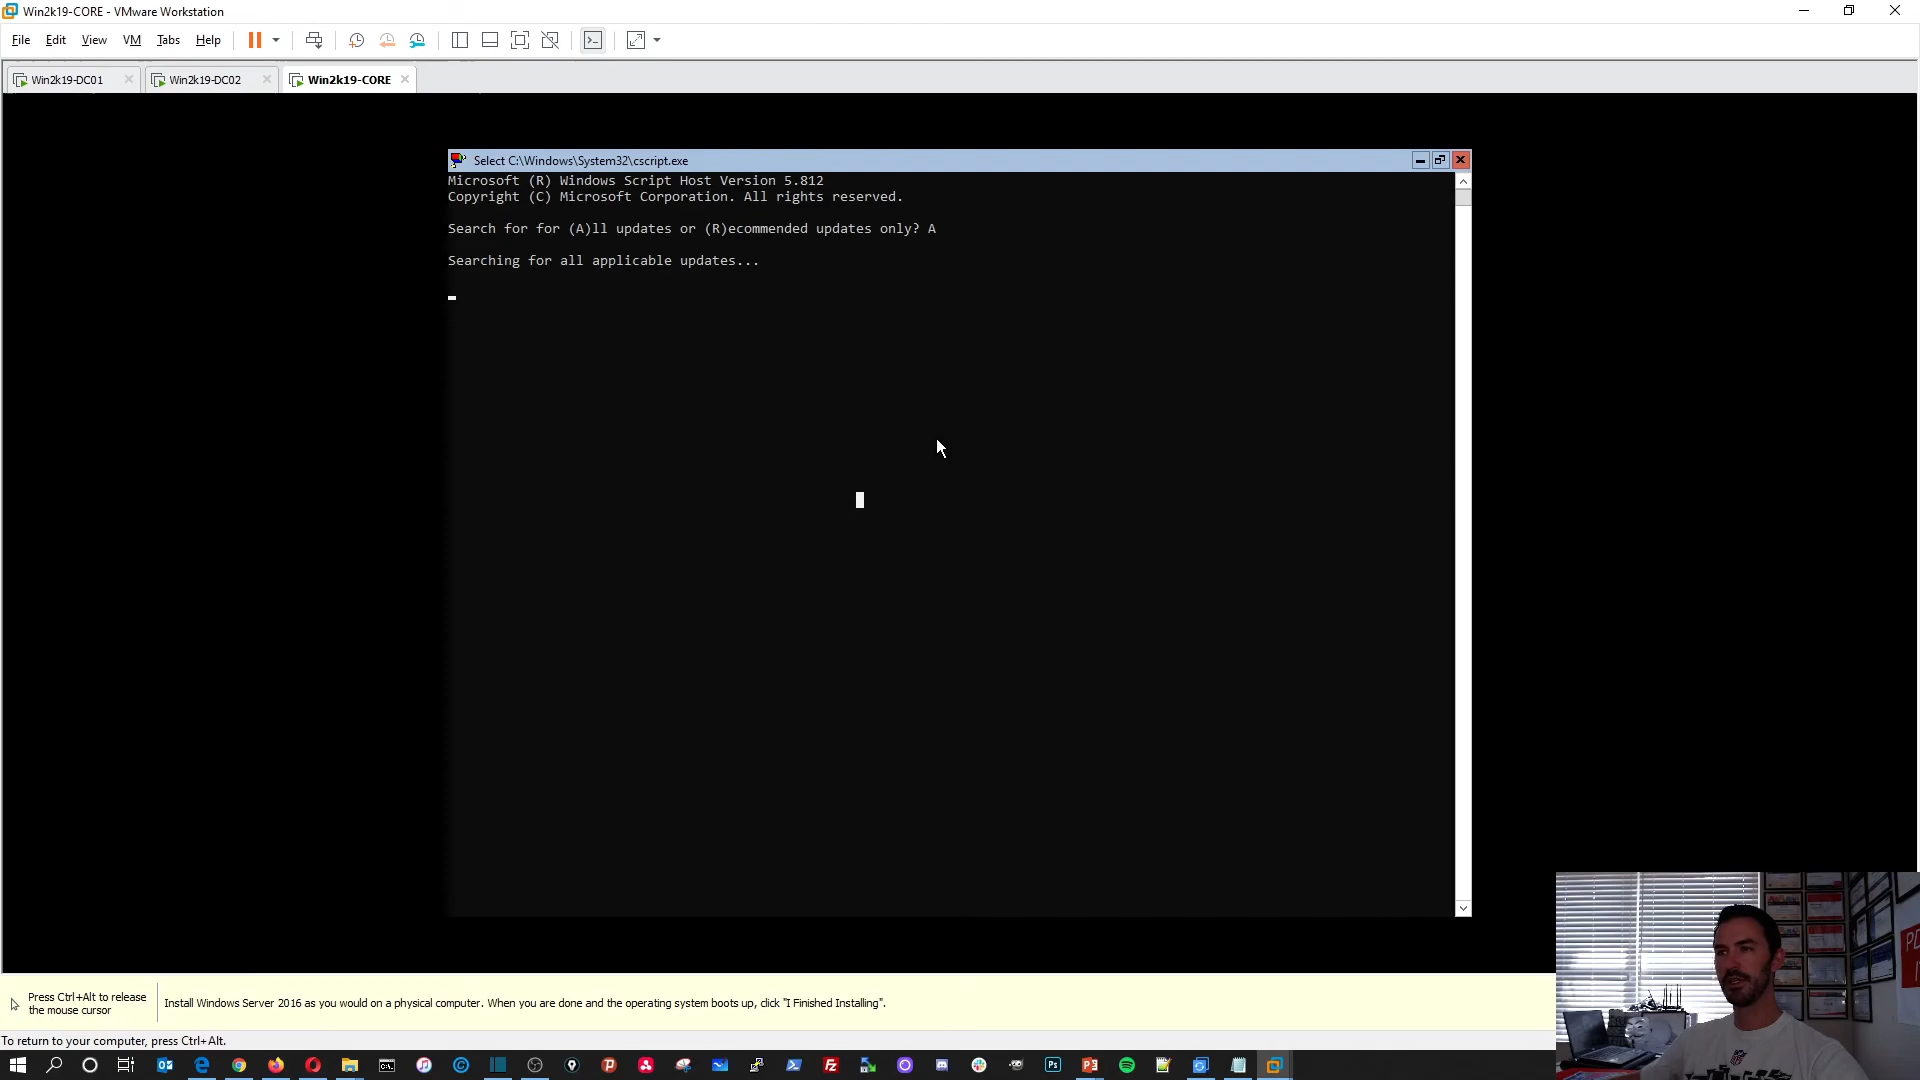 Win2k19-CORE - VMware Workstation
File Edit View VM Tabs Help
Win2k19-DC01 Win2k19-DC02 Win2k19-CORE
Select C:\Windows\System32\cscript.exe
Microsoft (R) Windows Script Host Version 5.812
Copyright (C) Microsoft Corporation. All rights reserved.
Search for for (A)ll updates or (R)ecommended updates only? A
Searching for all applicable updates...
Press Ctrl+Alt to release
the mouse cursor
Install Windows Server 2016 as you would on a physical computer. When you are done and the operating system boots up, click "I Finished Installing".
To return to your computer, press Ctrl+Alt.